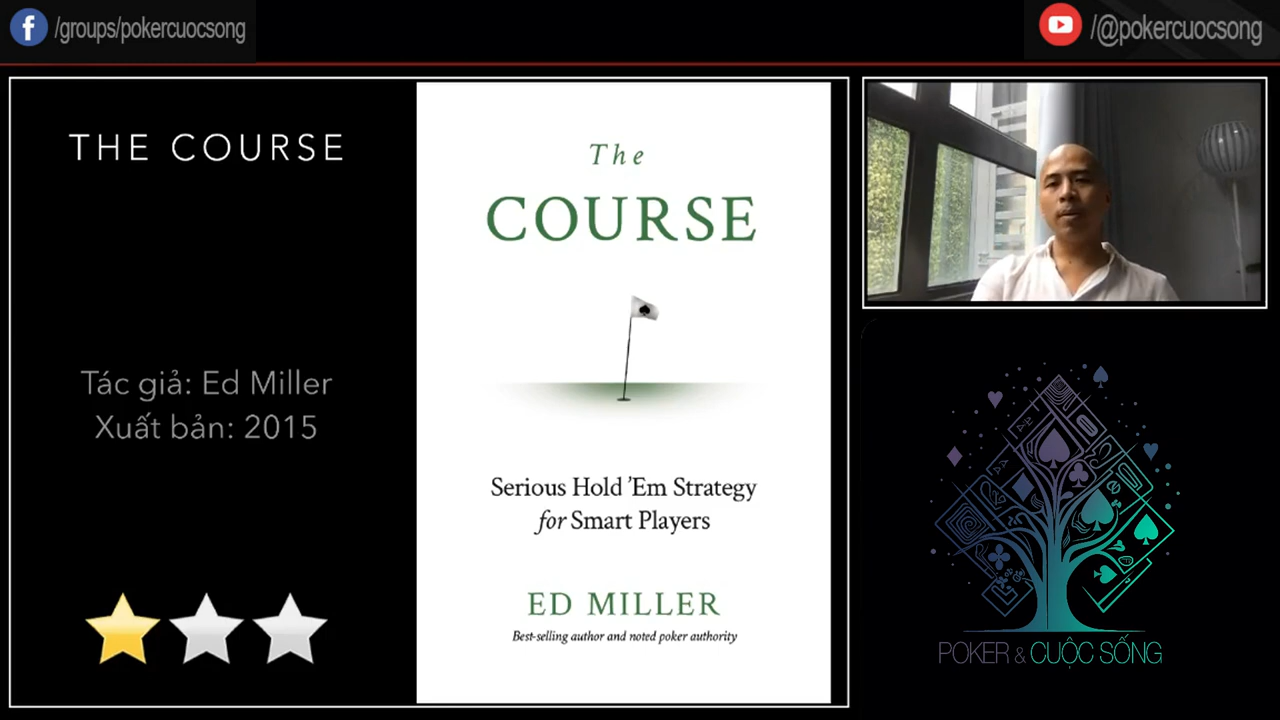 /groups/pokercuocsong
/@pokercuocsong
THE COURSE
Tác giả: Ed Miller
Xuất bản: 2015
The
COURSE
Serious Hold 'Em Strategy
for Smart Players
ED MILLER
Best-selling author and noted poker authority
POKER & CUỘC SỐNG